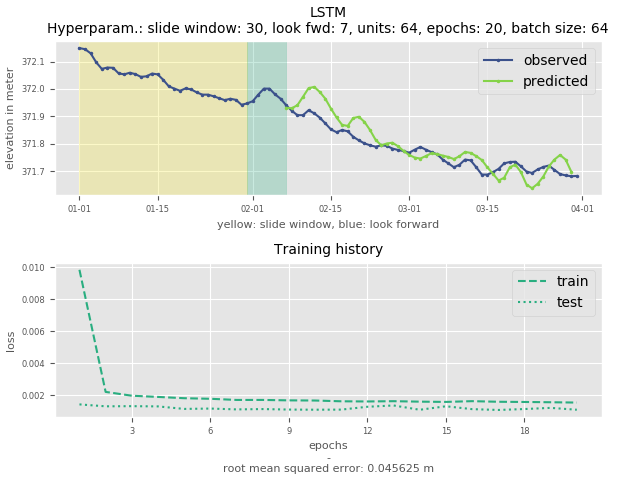 LSTM
Hyperparam.: slide window: 30, look fwd: 7, units: 64, epochs: 20, batch size: 64
observed
predicted
elevation in meter
372.1
372.0
371.9
371.8
371.7
01-01
01-15
02-01
02-15
03-01
03-15
04-01
yellow: slide window, blue: look forward
Training history
train
test
loss
0.010
0.008
0.006
0.004
0.002
3
6
9
12
15
18
epochs
-
root mean squared error: 0.045625 m